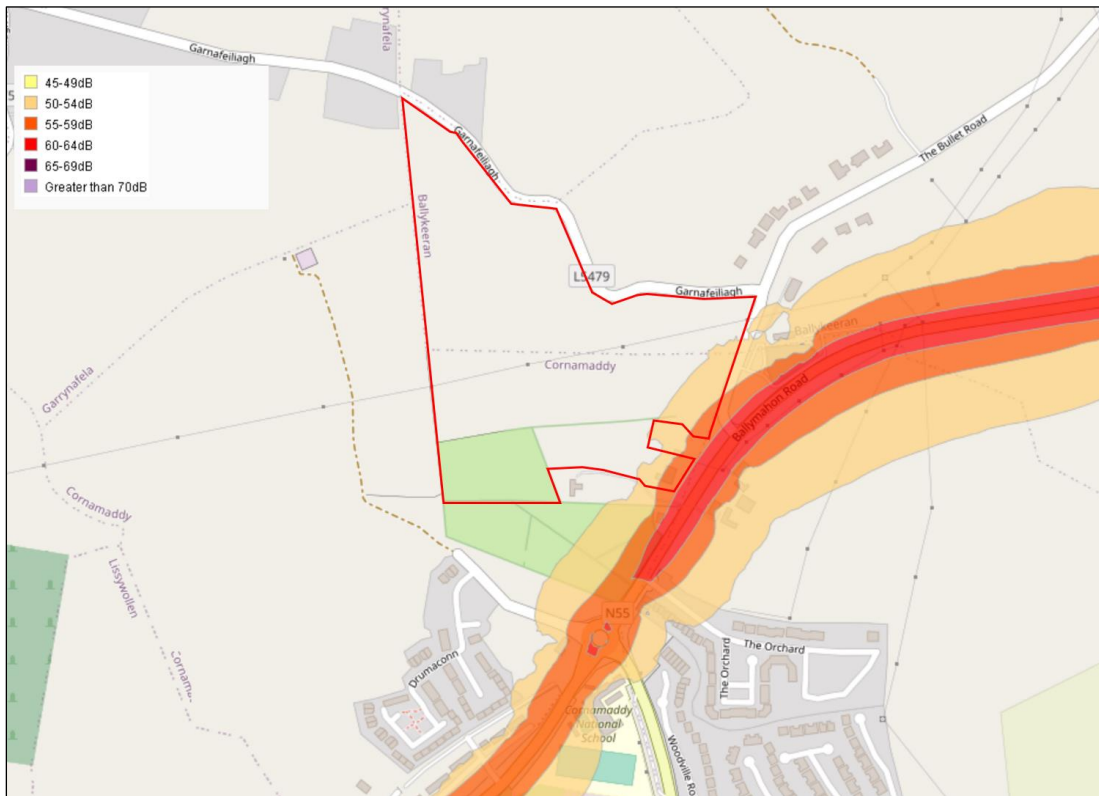 Garnafeiliagh
Garrynafela
45-49dB
50-54dB
55-59dB
60-64dB
65-69dB
Greater than 70dB
5
Garnafeiliagh
The Bullet Road
Ballykeeran
L5479
Garnafeiliagh
Ballykeeran
Cornamaddy
Garrynafela
Ballymahon Road
Cornamaddy
Lissywollen
N55
The Orchard
The Orchard
Drumaconn
Cornama
Cornamaddy
National
School
Woodville Ro